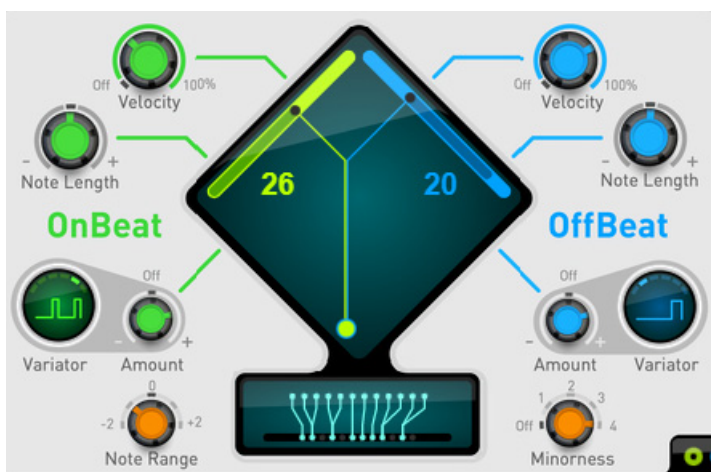 Off 100%
Velocity
Off 100%
Velocity
- +
Note Length
- +
Note Length
26 20
OnBeat OffBeat
Off
- +
Variator Amount
Off
- +
Amount Variator
0
-2 +2
Note Range
2
1 3
Off 4
Minorness